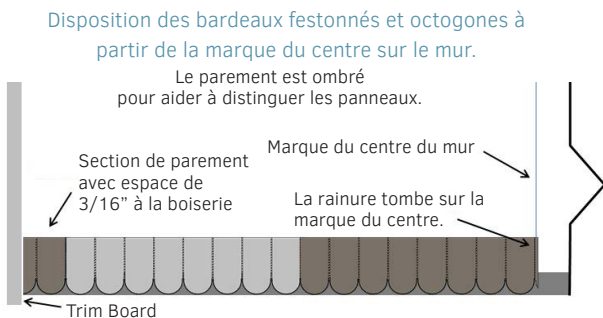 Disposition des bardeaux festonnés et octogones à
partir de la marque du centre sur le mur.
Le parement est ombré
pour aider à distinguer les panneaux.
Marque du centre du mur
Section de parement
avec espace de
3/16” à la boiserie
La rainure tombe sur la
marque du centre.
Trim Board